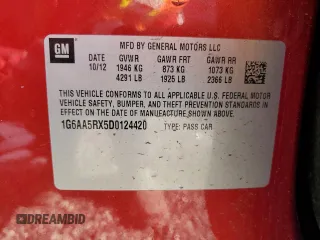 GM
MFD BY GENERAL MOTORS LLC
DATE GVWR GAWR FRT GAWR RR
10/12 1946 KG 873 KG 1073 KG
4291 LB 1925 LB 2366 LB
THIS VEHICLE CONFORMS TO ALL APPLICABLE U.S. FEDERAL MOTOR
VEHICLE SAFETY, BUMPER, AND THEFT PREVENTION STANDARDS IN
EFFECT ON THE DATE OF MANUFACTURE SHOWN ABOVE.
1G6AA5RX5D0124420 TYPE: PASS CAR
DREAMBID